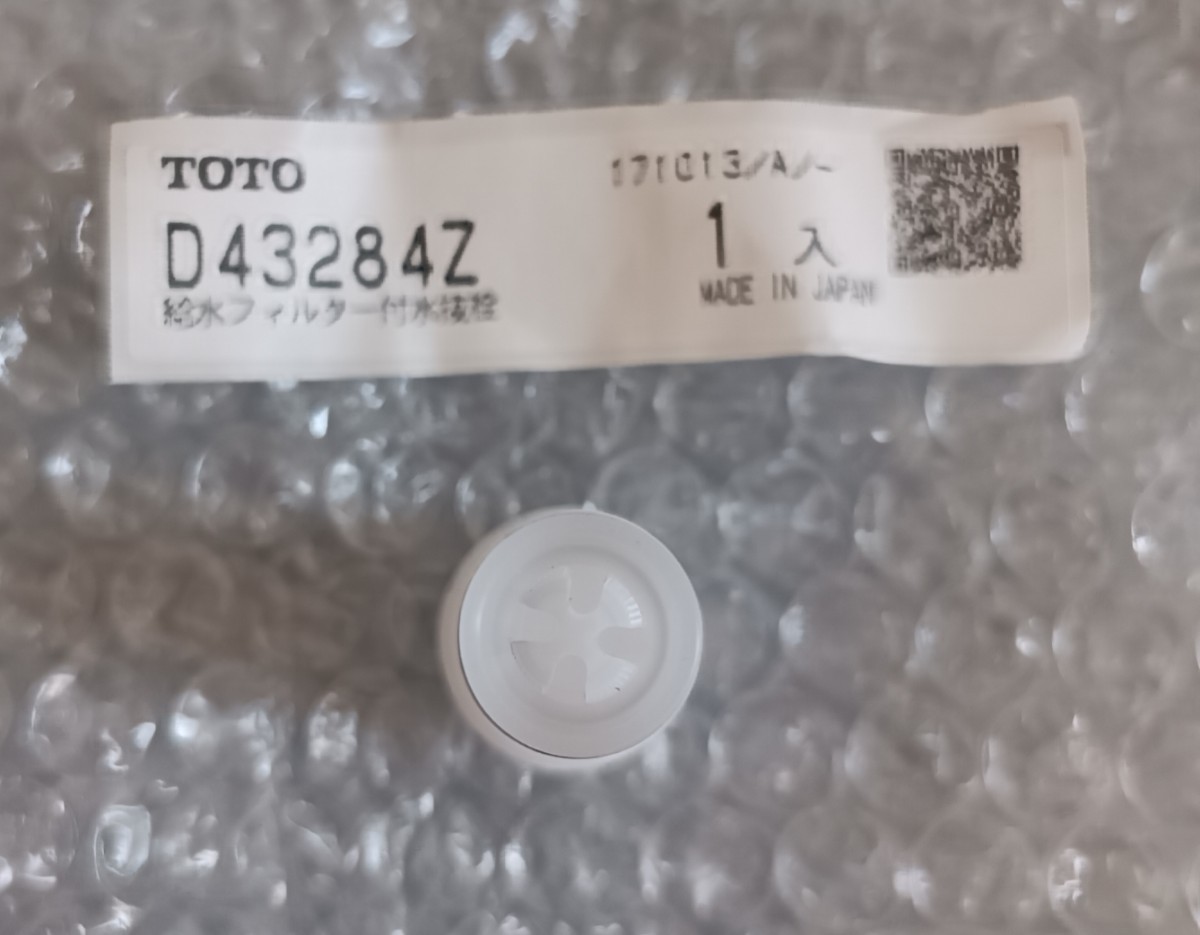 TOTO
171013/A/-
D43284Z
1 入
給水フィルター付水抜栓
MADE IN JAPAN